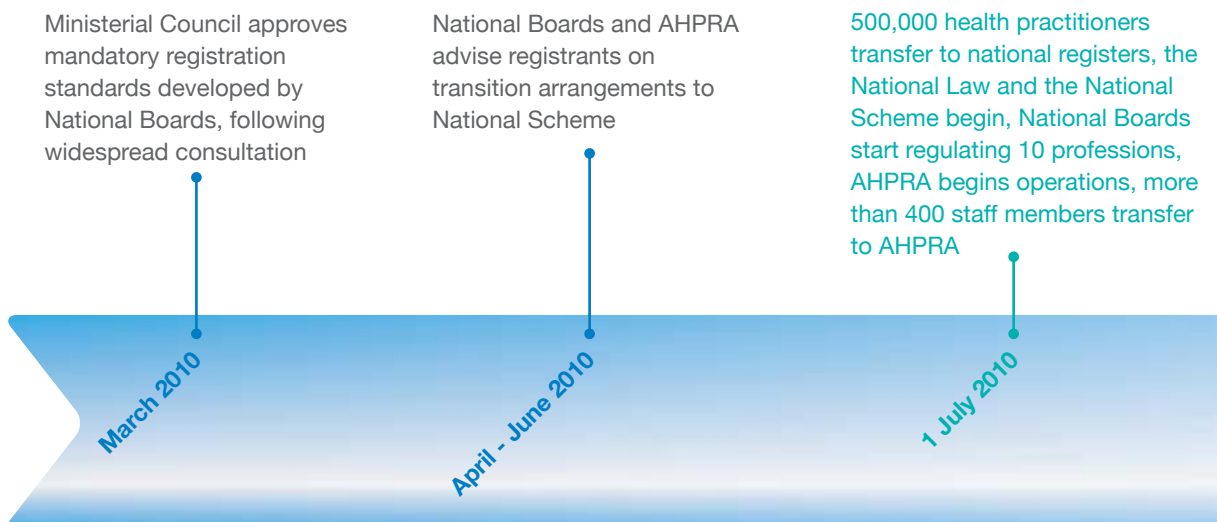 Ministerial Council approves
mandatory registration
standards developed by
National Boards, following
widespread consultation
March 2010
National Boards and AHPRA
advise registrants on
transition arrangements to
National Scheme
April - June 2010
500,000 health practitioners
transfer to national registers, the
National Law and the National
Scheme begin, National Boards
start regulating 10 professions,
AHPRA begins operations, more
than 400 staff members transfer
to AHPRA
1 July 2010